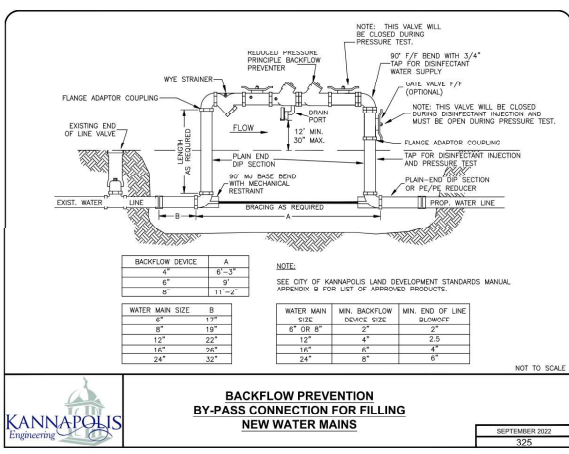 NOTE: THIS VALVE WILL
BE CLOSED DURING
PRESSURE TEST.
REDUCED PRESSURE
PRINCIPLE BACKFLOW
PREVENTER
90° F/F BEND WITH 3/4"
TAP FOR DISINFECTANT
WATER SUPPLY
WYE STRAINER
GATE VALVE F/F
(OPTIONAL)
FLANGE ADAPTOR COUPLING
DRAIN
PORT
NOTE: THIS VALVE WILL BE CLOSED
DURING DISINFECTANT INJECTION AND
MUST BE OPEN DURING PRESSURE TEST.
EXISTING END
OF LINE VALVE
FLOW
12" MIN.
30" MAX.
FLANGE ADAPTOR COUPLING
LENGTH
AS REQUIRED
PLAIN END
DIP SECTION
TAP FOR DISINFECTANT INJECTION
AND PRESSURE TEST
90° MJ BASE BEND
WITH MECHANICAL
RESTRAINT
PLAIN-END DIP SECTION
OR PE/PE REDUCER
EXIST. WATER LINE
BRACING AS REQUIRED
PROP. WATER LINE
B
A
BACKFLOW DEVICE A
4" 6'-3"
6" 9'
8" 11'-2"
NOTE:
SEE CITY OF KANNAPOLIS LAND DEVELOPMENT STANDARDS MANUAL
APPENDIX B FOR LIST OF APPROVED PRODUCTS.
WATER MAIN SIZE B
6" 17"
8" 19"
12" 22"
16" 26"
24" 32"
WATER MAIN SIZE MIN. BACKFLOW DEVICE SIZE MIN. END OF LINE BLOWOFF
6" OR 8" 2" 2"
12" 4" 2.5
16" 6" 4"
24" 8" 6"
NOT TO SCALE
KANNAPOLIS
Engineering
BACKFLOW PREVENTION
BY-PASS CONNECTION FOR FILLING
NEW WATER MAINS
SEPTEMBER 2022
325